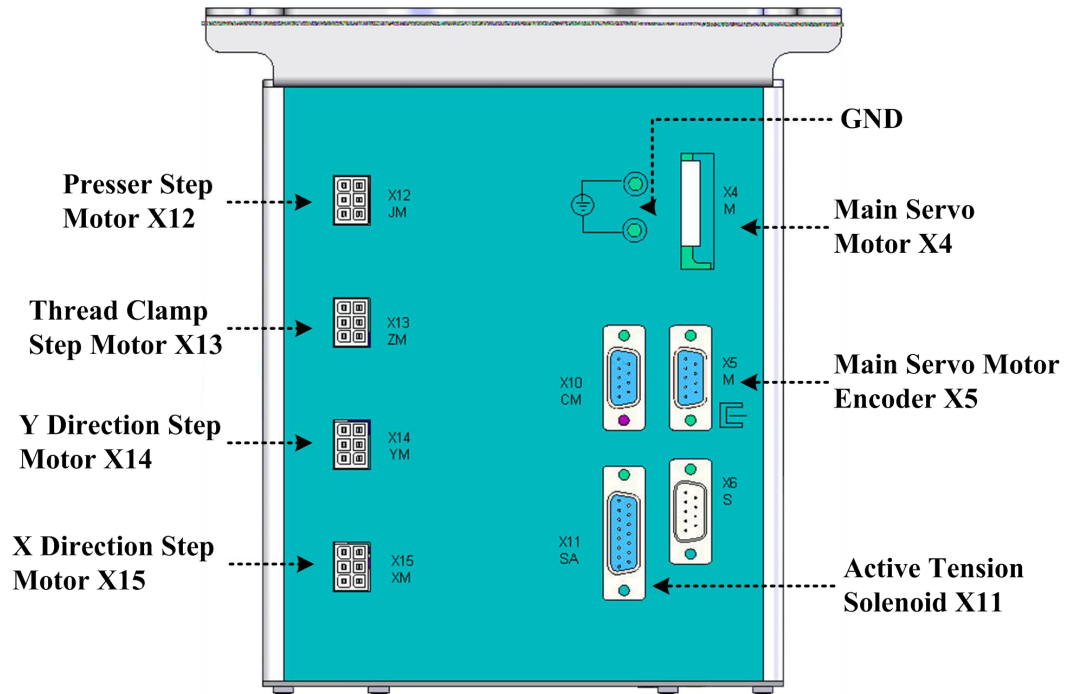 Presser Step
Motor X12
Thread Clamp
Step Motor X13
Y Direction Step
Motor X14
X Direction Step
Motor X15
X12
JM
X13
ZM
X14
YM
X15
XM
X4
M
X10
CM
X5
M
X11
SA
X6
S
GND
Main Servo
Motor X4
Main Servo Motor
Encoder X5
Active Tension
Solenoid X11